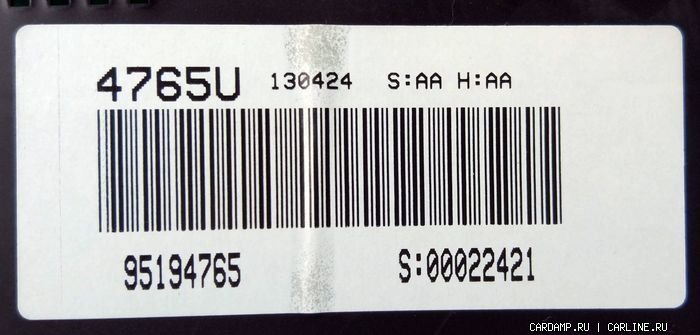 4765U 130424 S:AA H:AA
95194765 S:00022421
CARDAMP.RU | CARLINE.RU